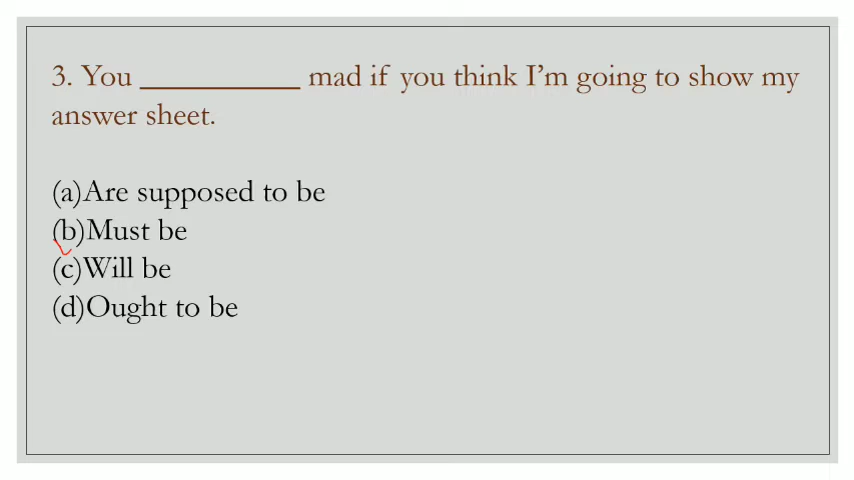 3. You __________ mad if you think I'm going to show my
answer sheet.
(a)Are supposed to be
(b)Must be
(c)Will be
(d)Ought to be